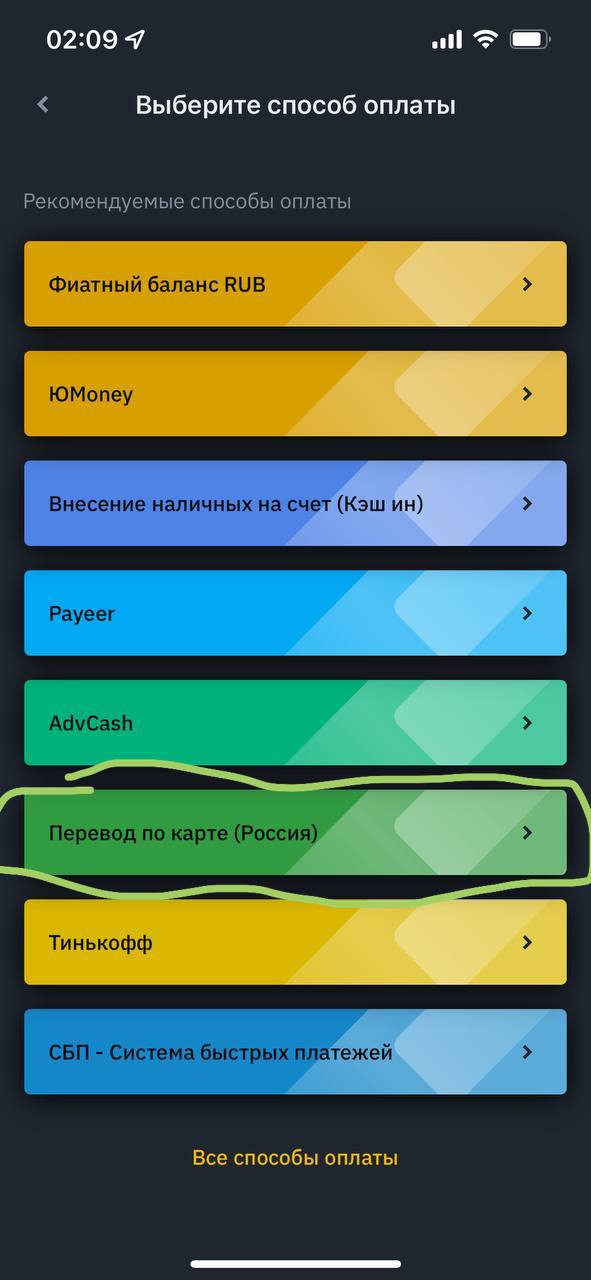 02:09
Выберите способ оплаты
Рекомендуемые способы оплаты
Фиатный баланс RUB
ЮMoney
Внесение наличных на счет (Кэш ин)
Payeer
AdvCash
Перевод по карте (Россия)
Тинькофф
СБП - Система быстрых платежей
Все способы оплаты